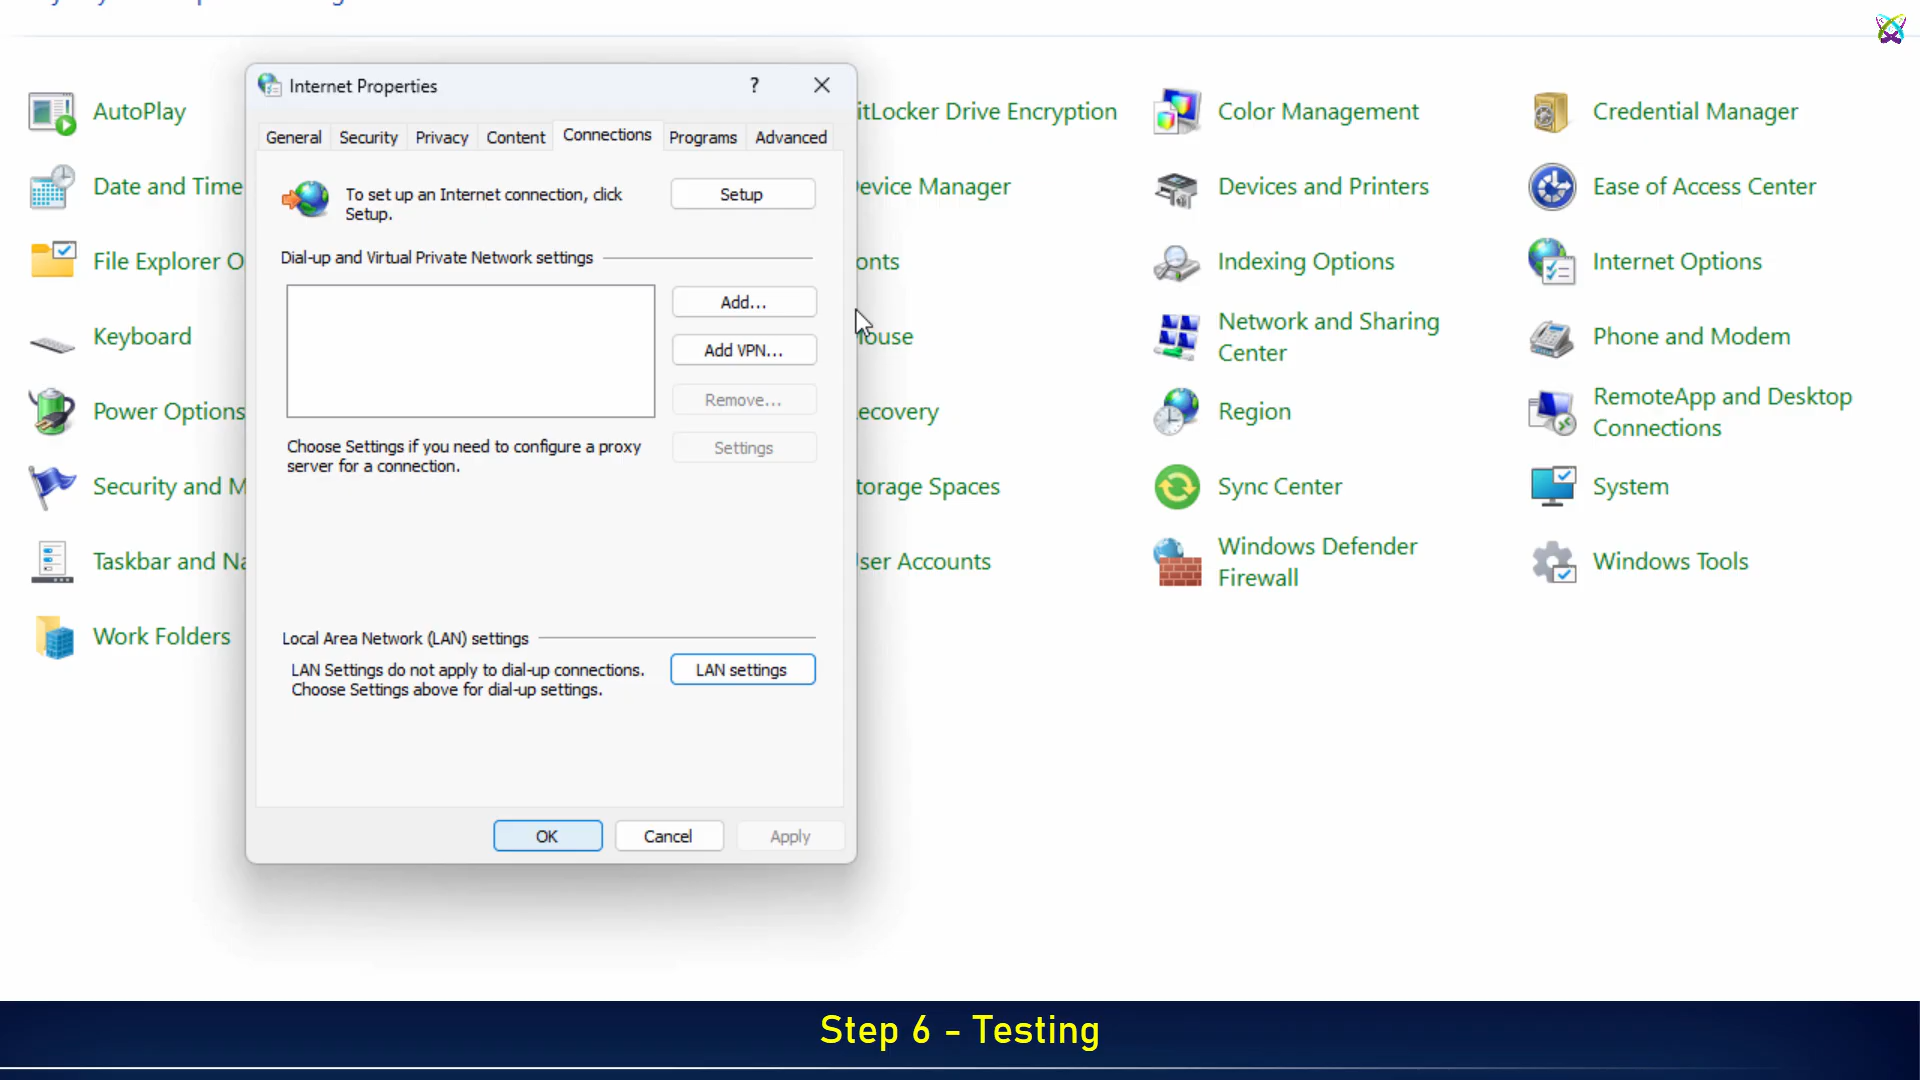 Internet Properties
?
General Security Privacy Content Connections Programs Advanced
To set up an Internet connection, click
Setup.
Setup
Dial-up and Virtual Private Network settings
Add...
Add VPN...
Remove...
Settings
Choose Settings if you need to configure a proxy
server for a connection.
Local Area Network (LAN) settings
LAN Settings do not apply to dial-up connections.
Choose Settings above for dial-up settings.
LAN settings
OK Cancel Apply
AutoPlay
itLocker Drive Encryption
Color Management
Credential Manager
Date and Time
evice Manager
Devices and Printers
Ease of Access Center
File Explorer O
onts
Indexing Options
Internet Options
Keyboard
ouse
Network and Sharing
Center
Phone and Modem
Power Options
ecovery
Region
RemoteApp and Desktop
Connections
Security and M
torage Spaces
Sync Center
System
Taskbar and Na
ser Accounts
Windows Defender
Firewall
Windows Tools
Work Folders
Step 6 - Testing